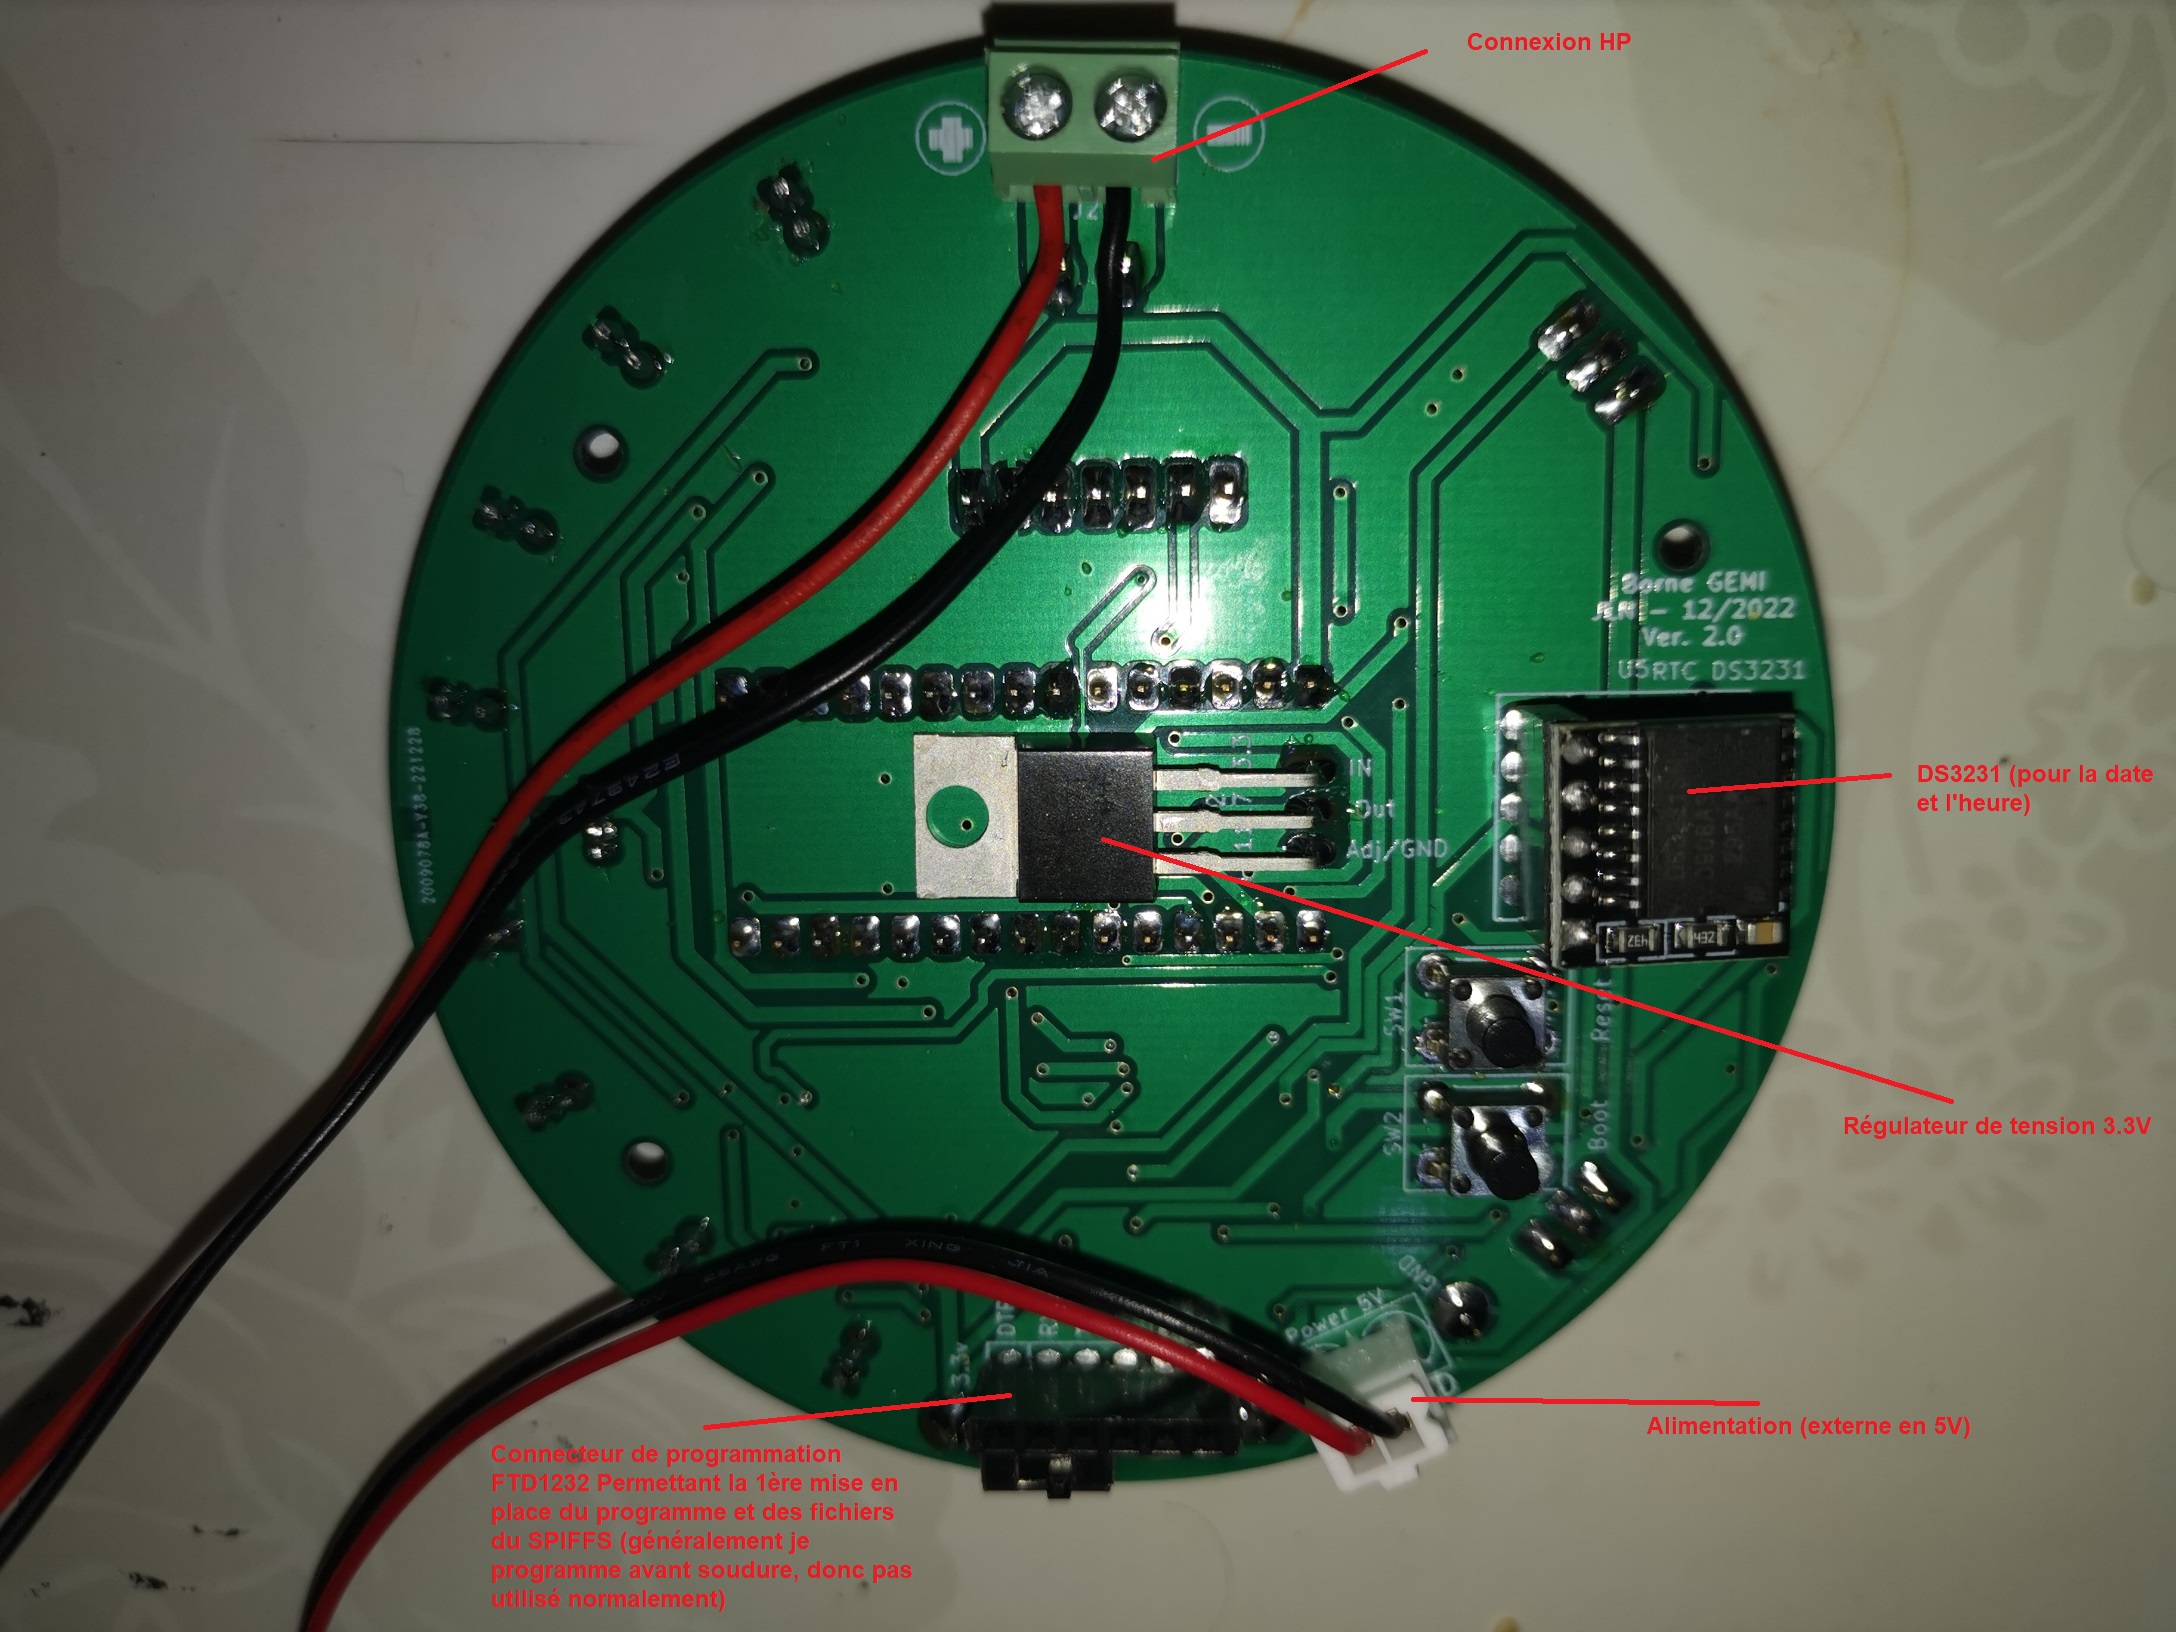 Connexion HP
J2
Borne GEMI
JLR - 12/2022
Ver. 2.0
U5RTC DS3231
DS3231 (pour la date
et l'heure)
IN
Out
Adj/GND
2009078A-Y38-221228
SW1
Reset
SW2
Boot
Régulateur de tension 3.3V
GND
Power 5V
3.3v
Alimentation (externe en 5V)
Connecteur de programmation
FTD1232 Permettant la 1ère mise en
place du programme et des fichiers
du SPIFFS (généralement je
programme avant soudure, donc pas
utilisé normalement)